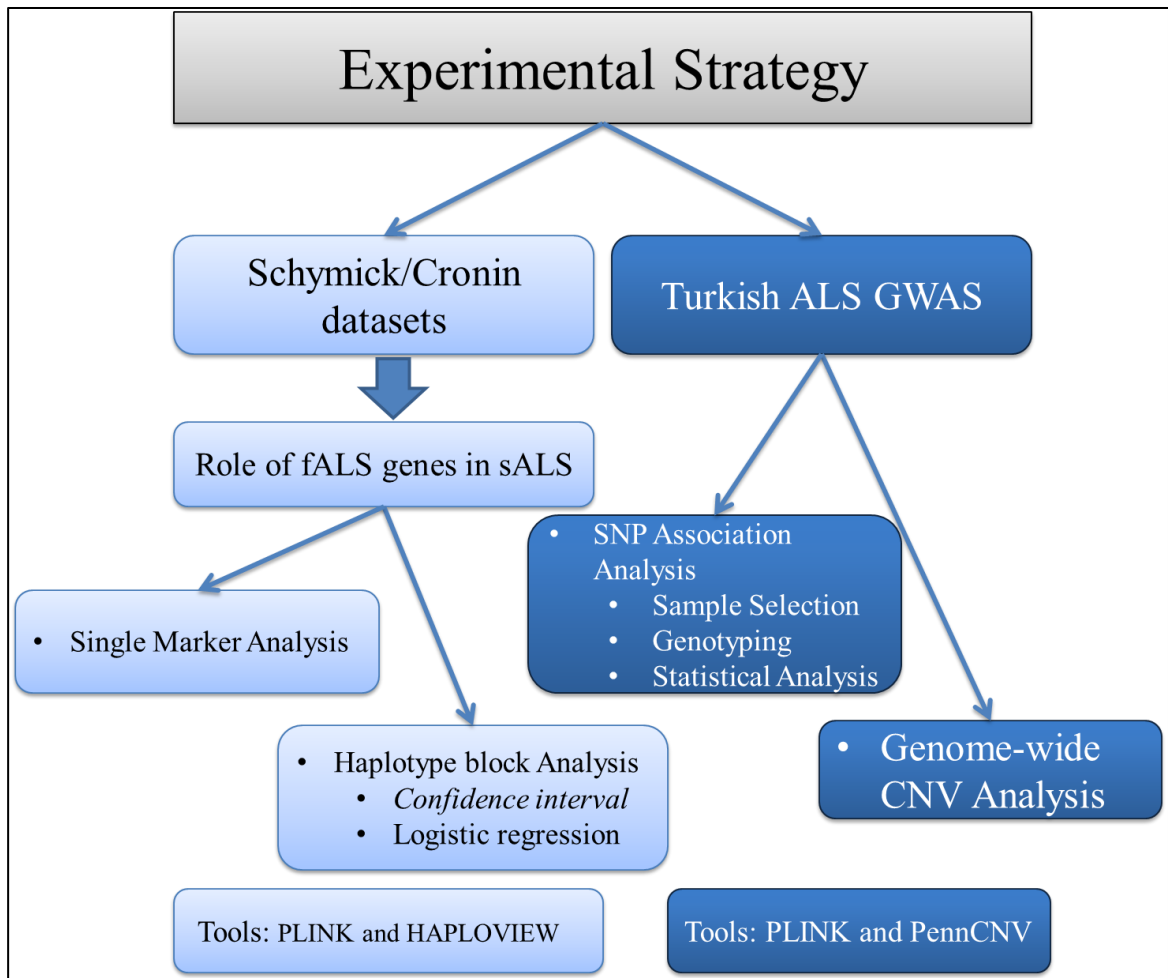 Experimental Strategy
Schymick/Cronin
datasets
Turkish ALS GWAS
Role of fALS genes in sALS
• Single Marker Analysis
• Haplotype block Analysis
• Confidence interval
• Logistic regression
• SNP Association
Analysis
• Sample Selection
• Genotyping
• Statistical Analysis
• Genome-wide
CNV Analysis
Tools: PLINK and HAPLOVIEW
Tools: PLINK and PennCNV